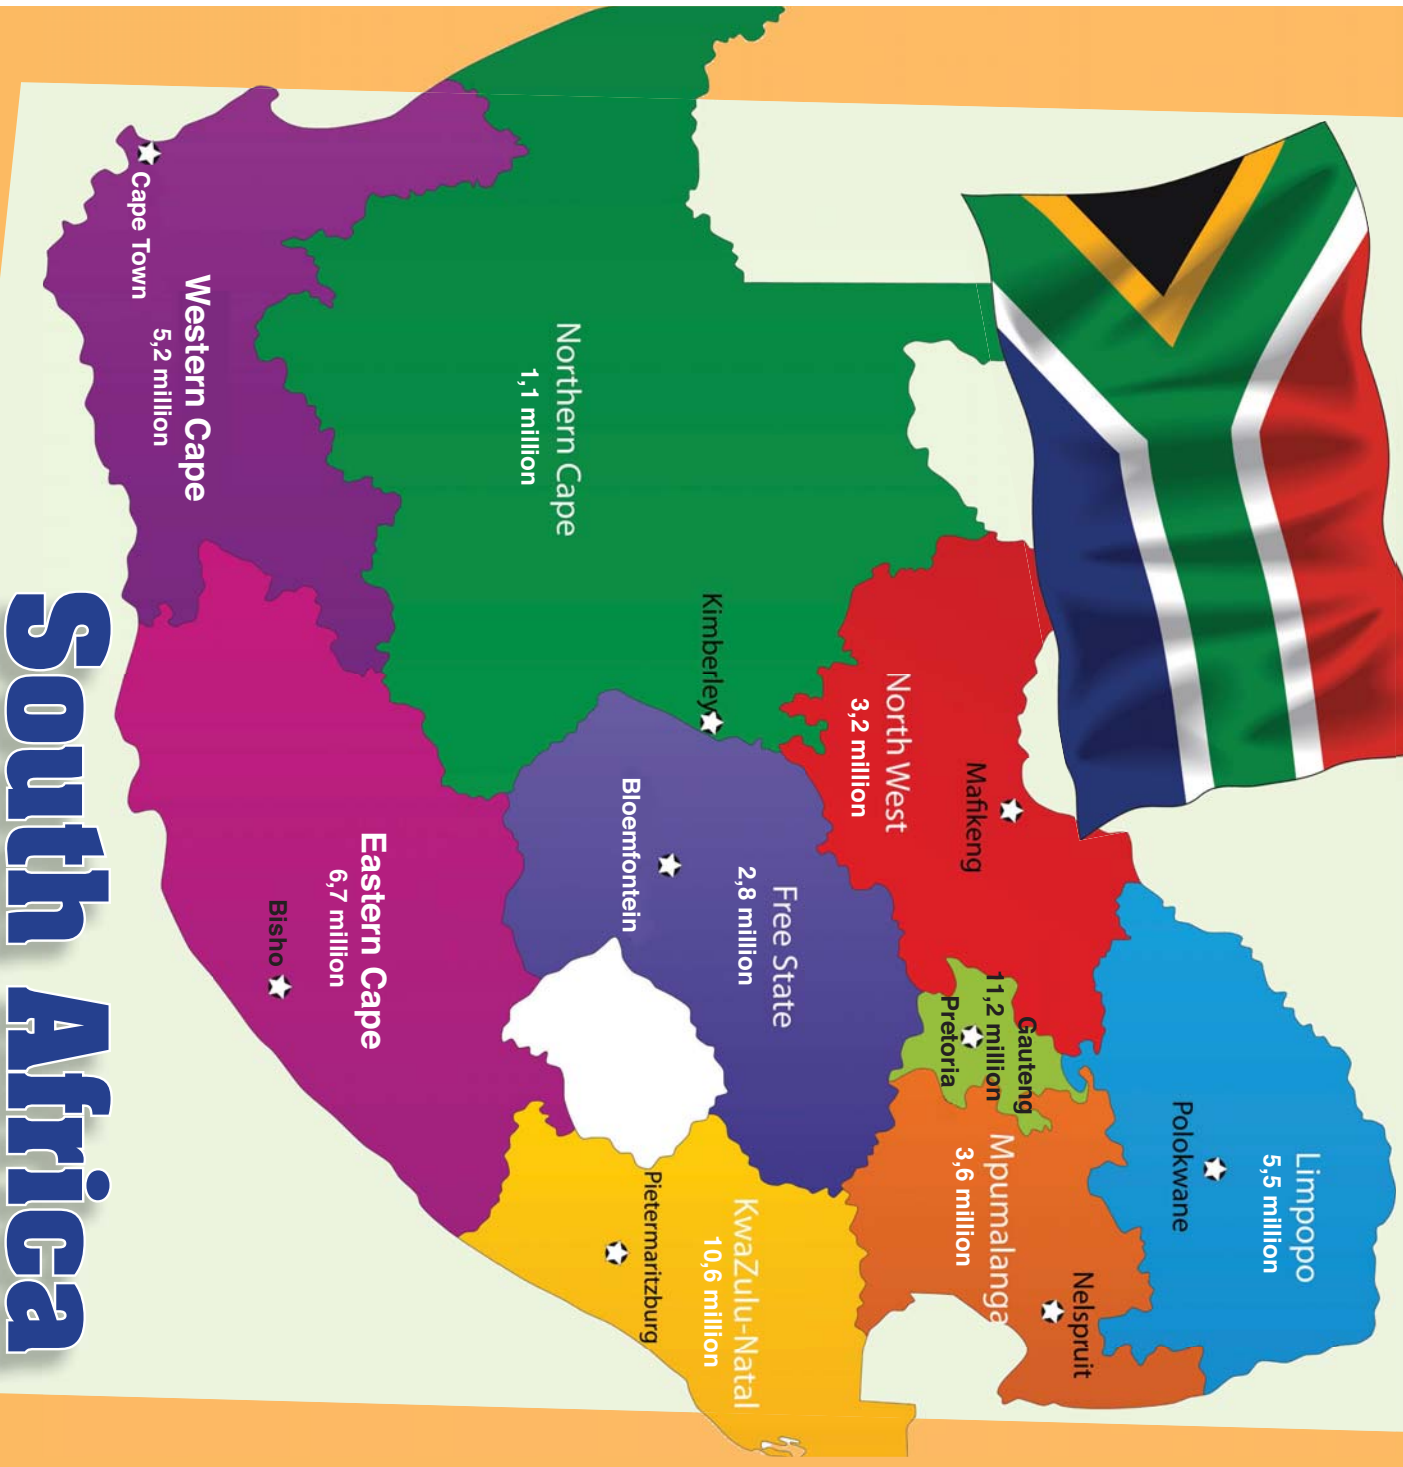 Limpopo
5,5 million
Polokwane
Nelspruit
Mpumalanga
3,6 million
Gauteng
11,2 million
Pretoria
Mafikeng
North West
3,2 million
Free State
2,8 million
Bloemfontein
KwaZulu-Natal
10,6 million
Pietermaritzburg
Kimberley
Northern Cape
1,1 million
Eastern Cape
6,7 million
Bisho
Western Cape
5,2 million
Cape Town
South Africa